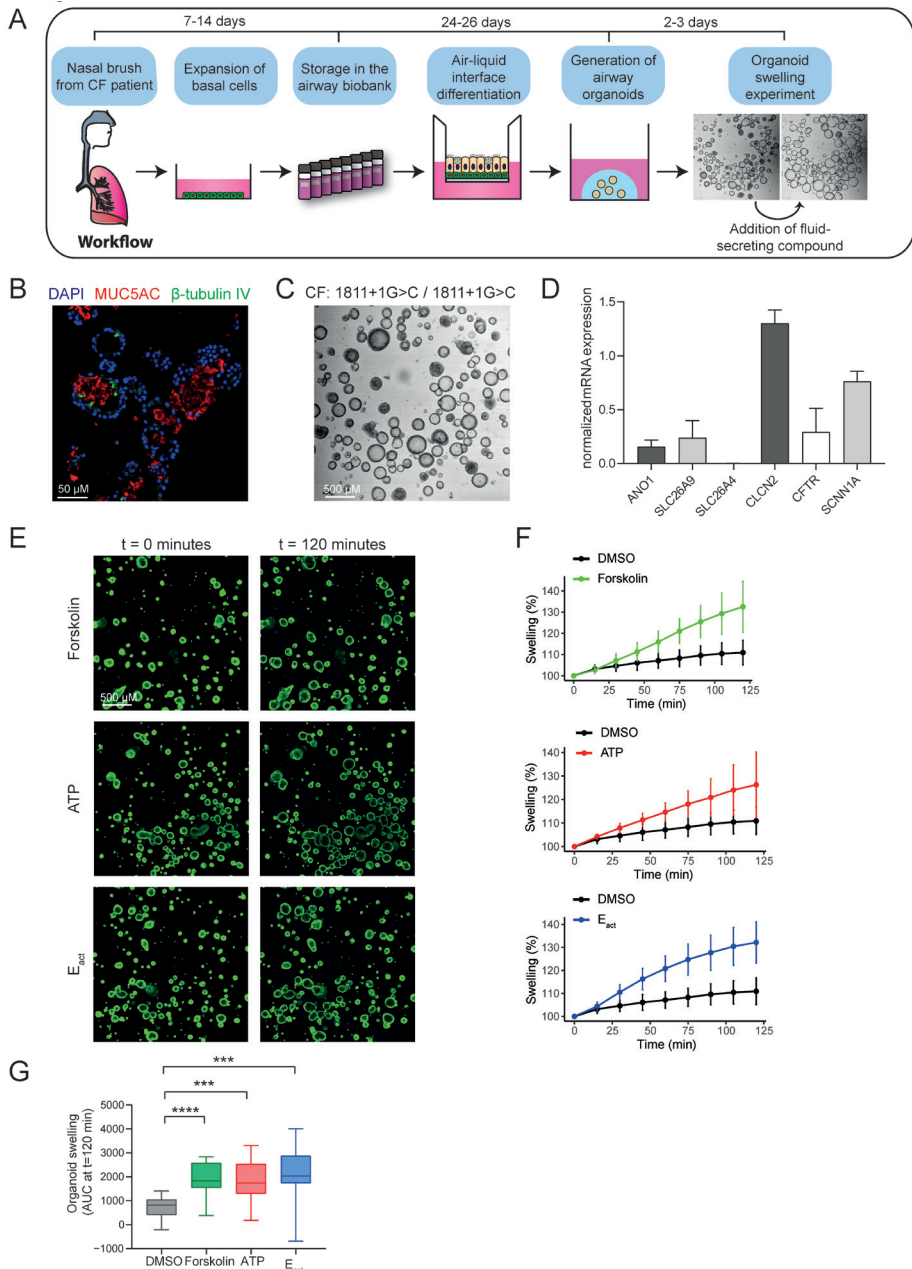 A
7-14 days
24-26 days
2-3 days
Nasal brush
from CF patient
Expansion of
basal cells
Storage in the
airway biobank
Air-liquid
interface
differentiation
Generation of
airway
organoids
Organoid
swelling
experiment
Workflow
Addition of fluid-
secreting compound
B
DAPI MUC5AC β-tubulin IV
50 µM
C
CF: 1811+1G>C / 1811+1G>C
500 µM
D
normalized mRNA expression
1.5
1.0
0.5
0.0
ANO1
SLC26A9
SLC26A4
CLCN2
CFTR
SCNN1A
E
t = 0 minutes
t = 120 minutes
Forskolin
500 µM
ATP
Eact
F
DMSO
Forskolin
Swelling (%)
140
130
120
110
100
0 25 50 75 100 125
Time (min)
DMSO
ATP
Swelling (%)
140
130
120
110
100
0 25 50 75 100 125
Time (min)
DMSO
Eact
Swelling (%)
140
130
120
110
100
0 25 50 75 100 125
Time (min)
G
***
***
****
Organoid swelling
(AUC at t=120 min)
5000
4000
3000
2000
1000
0
−1000
DMSO Forskolin ATP